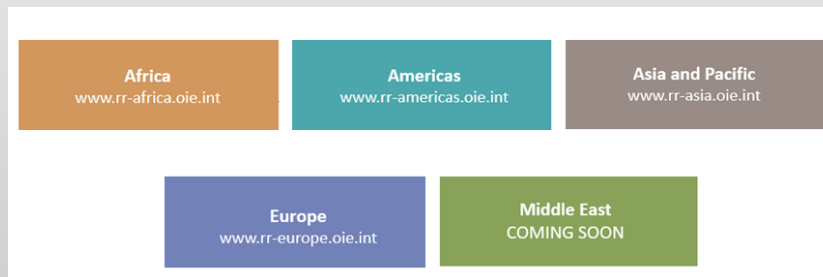 Africa
www.rr-africa.oie.int
Americas
www.rr-americas.oie.int
Asia and Pacific
www.rr-asia.oie.int
Europe
www.rr-europe.oie.int
Middle East
COMING SOON